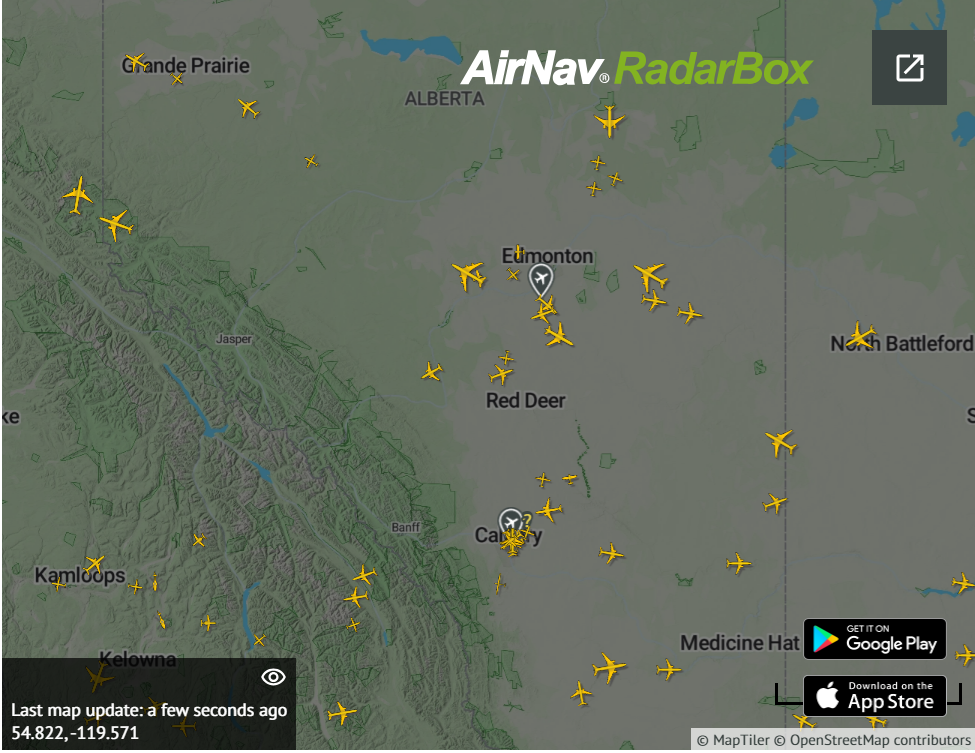 Grande Prairie
AirNav® RadarBox
ALBERTA
Edmonton
Jasper
North Battleford
Red Deer
ke
S
?
Banff
Calgary
Kamloops
Medicine Hat
GET IT ON
Google Play
Kelowna
Download on the
App Store
Last map update: a few seconds ago
54.822,-119.571
© MapTiler © OpenStreetMap contributors